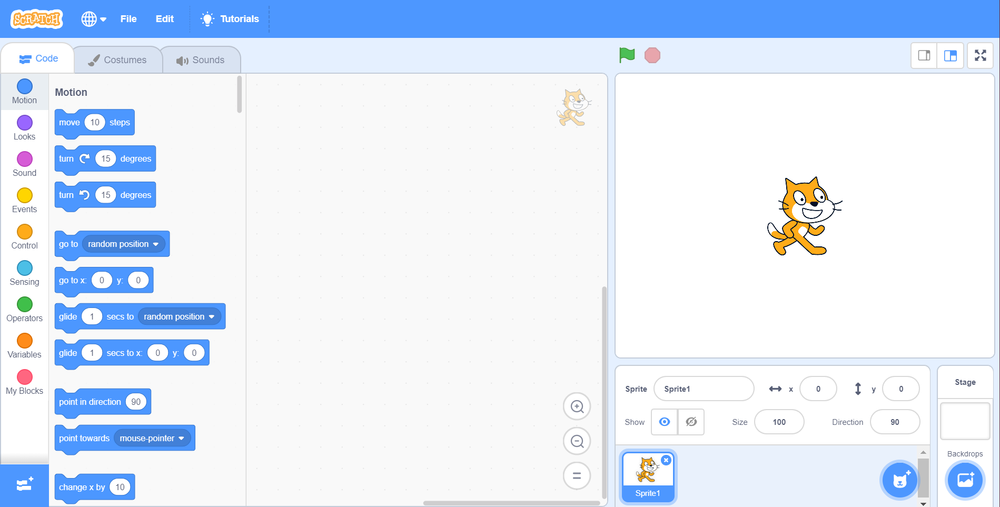 SCRATCH File Edit Tutorials
Code Costumes Sounds
Motion
Looks
Sound
Events
Control
Sensing
Operators
Variables
My Blocks
Motion
move 10 steps
turn 15 degrees
turn 15 degrees
go to random position
go to x: 0 y: 0
glide 1 secs to random position
glide 1 secs to x: 0 y: 0
point in direction 90
point towards mouse-pointer
change x by 10
Sprite Sprite1 x 0 y 0
Show Size 100 Direction 90
Sprite1
Stage
Backdrops